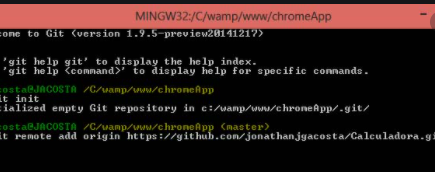 MINGW32:/C/wamp/www/chromeApp
come to Git (version 1.9.5-preview20141217)
'git help git' to display the help index.
'git help <command>' to display help for specific commands.
costa@JACOSTA /C/wamp/www/chromeApp
it init
tialized empty Git repository in c:/wamp/www/chromeApp/.git/
costa@JACOSTA /C/wamp/www/chromeApp (master)
it remote add origin https://github.com/jonathanjgacosta/Calculadora.gi